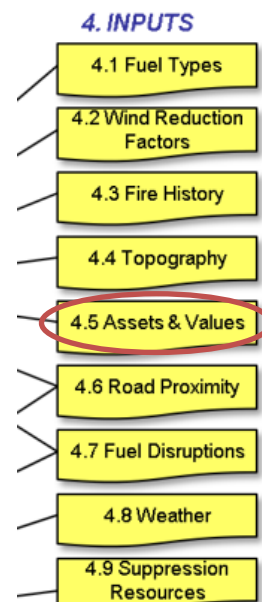 4. INPUTS
4.1 Fuel Types
4.2 Wind Reduction
Factors
4.3 Fire History
4.4 Topography
4.5 Assets & Values
4.6 Road Proximity
4.7 Fuel Disruptions
4.8 Weather
4.9 Suppression
Resources